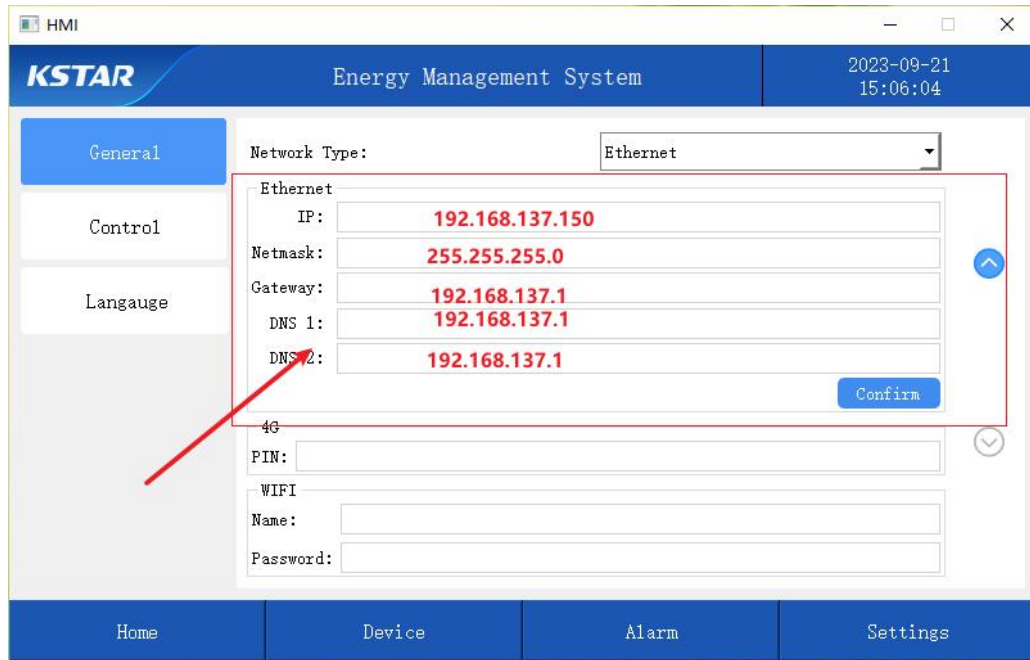 HMI
KSTAR
Energy Management System
2023-09-21
15:06:04
General
Control
Langauge
Network Type:
Ethernet
Ethernet
IP: 192.168.137.150
Netmask: 255.255.255.0
Gateway: 192.168.137.1
DNS 1: 192.168.137.1
DNS 2: 192.168.137.1
Confirm
4G
PIN:
WIFI
Name:
Password:
Home
Device
Alarm
Settings